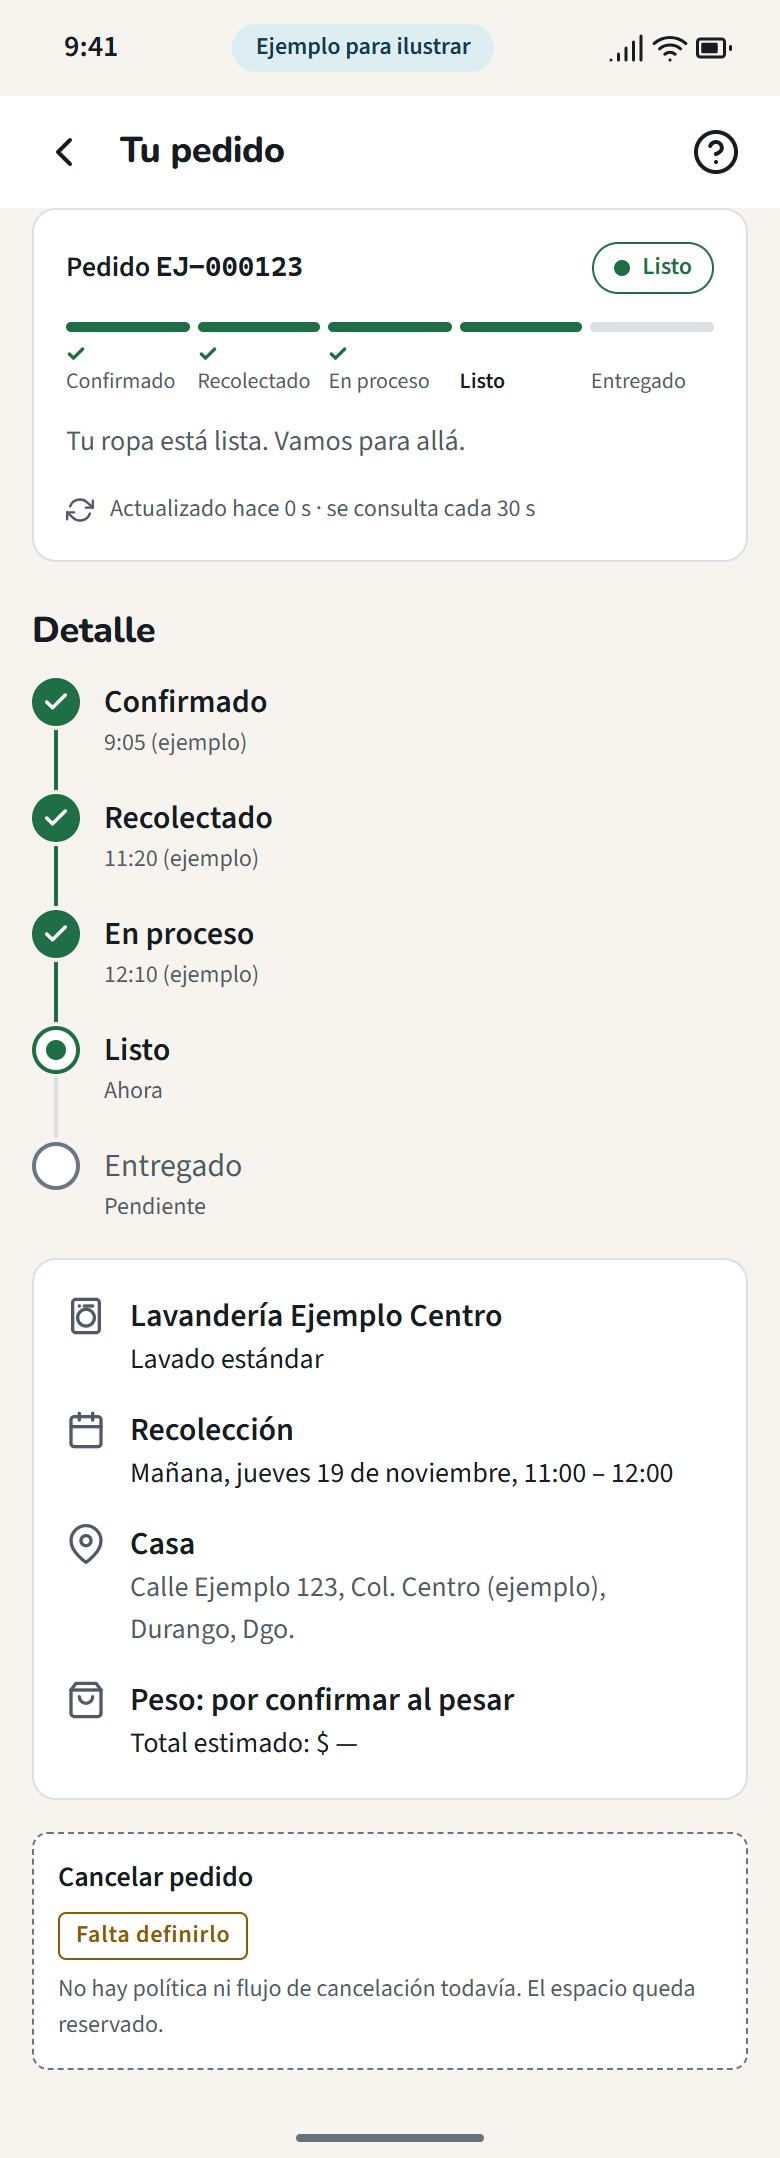 9:41
Ejemplo para ilustrar
Tu pedido
Pedido EJ-000123
Listo
Confirmado
Recolectado
En proceso
Listo
Entregado
Tu ropa está lista. Vamos para allá.
Actualizado hace 0 s · se consulta cada 30 s
Detalle
Confirmado
9:05 (ejemplo)
Recolectado
11:20 (ejemplo)
En proceso
12:10 (ejemplo)
Listo
Ahora
Entregado
Pendiente
Lavandería Ejemplo Centro
Lavado estándar
Recolección
Mañana, jueves 19 de noviembre, 11:00 – 12:00
Casa
Calle Ejemplo 123, Col. Centro (ejemplo),
Durango, Dgo.
Peso: por confirmar al pesar
Total estimado: $ —
Cancelar pedido
Falta definirlo
No hay política ni flujo de cancelación todavía. El espacio queda
reservado.